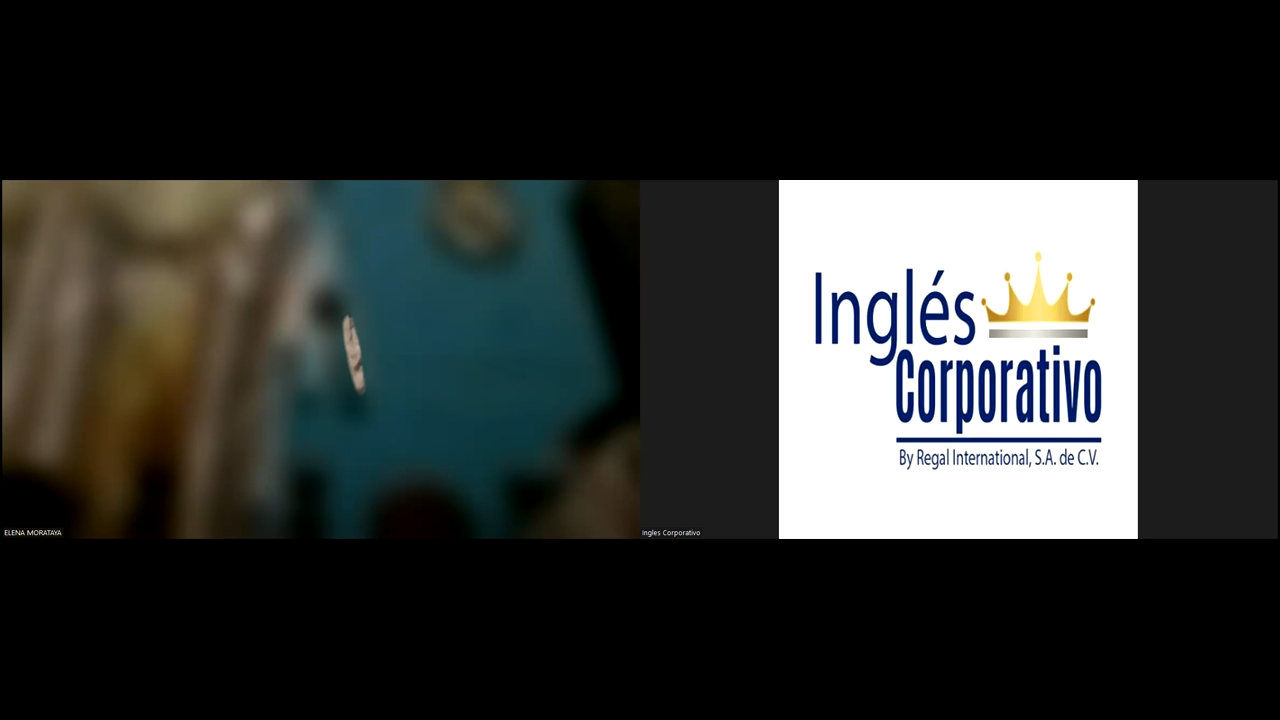 Inglés
Corporativo
By Regal International, S.A. de C.V.
ELENA MORATAYA
Ingles Corporativo